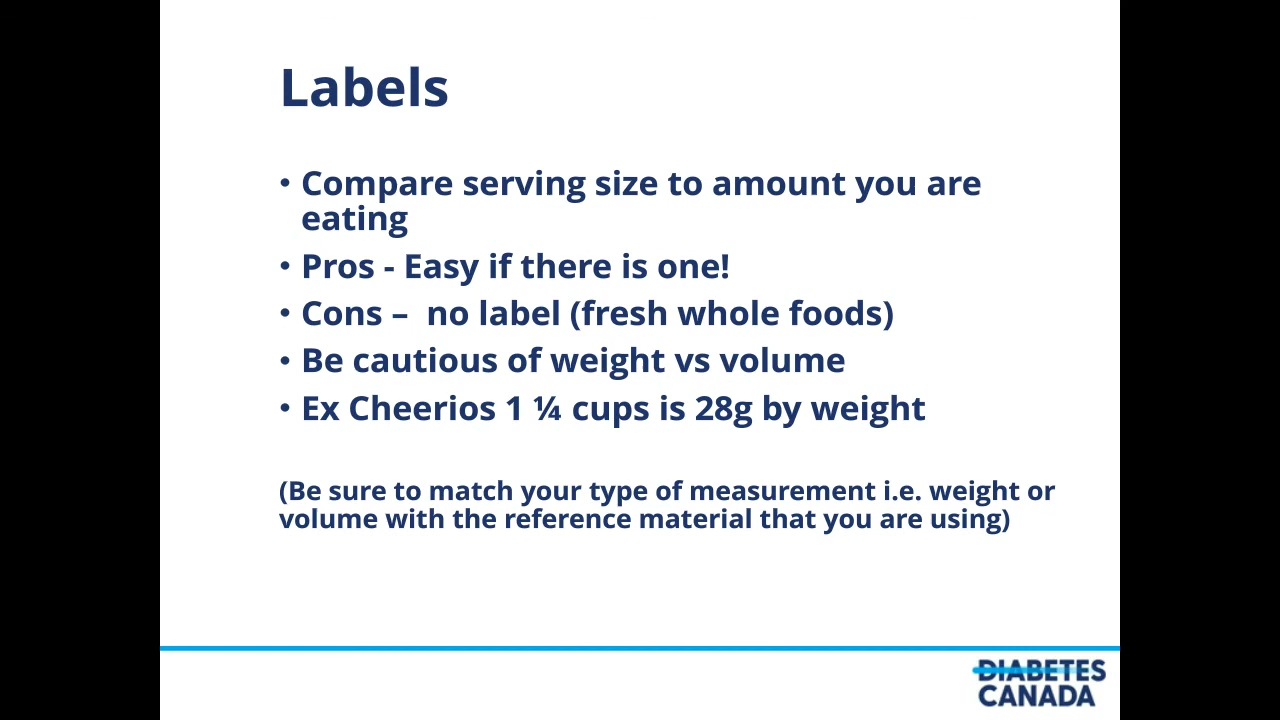 Labels
• Compare serving size to amount you are
eating
• Pros - Easy if there is one!
• Cons –  no label (fresh whole foods)
• Be cautious of weight vs volume
• Ex Cheerios 1 ¼ cups is 28g by weight
(Be sure to match your type of measurement i.e. weight or
volume with the reference material that you are using)
DIABETES
CANADA